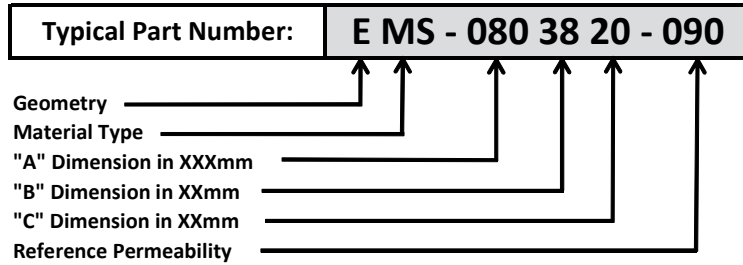 Typical Part Number: E MS - 080 38 20 - 090
Geometry
Material Type
"A" Dimension in XXXmm
"B" Dimension in XXmm
"C" Dimension in XXmm
Reference Permeability